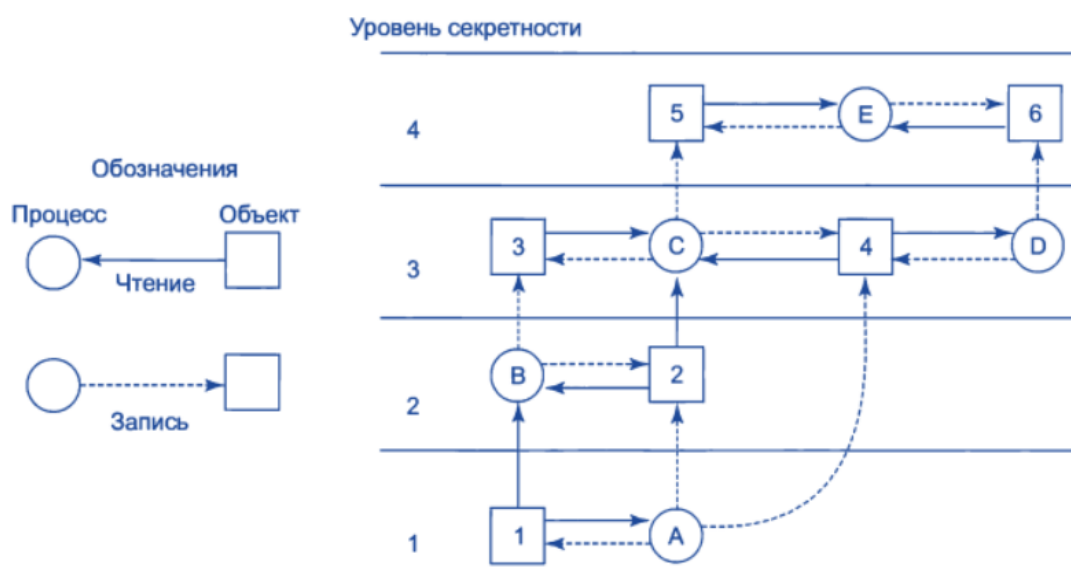 Уровень секретности
5 E 6
4
Обозначения
Процесс Объект
3 C 4 D
Чтение
3
B 2
2
Запись
1 A
1